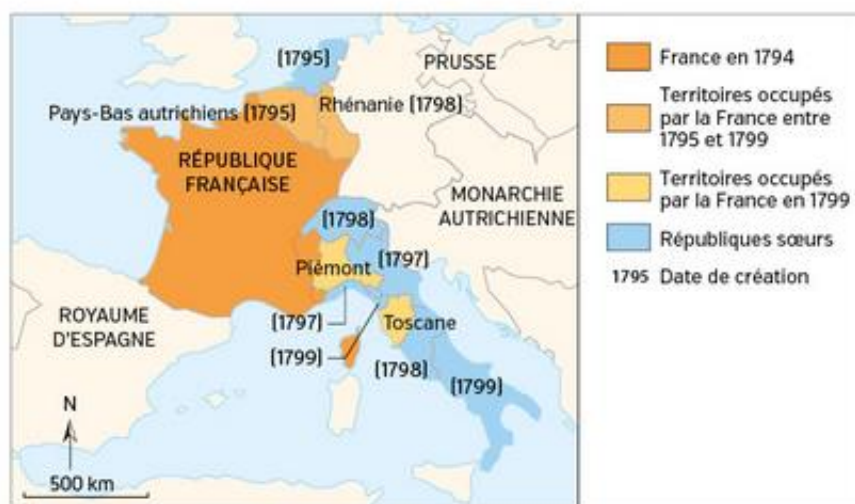 (1795)
PRUSSE
Pays-Bas autrichiens (1795)
Rhénanie (1798)
RÉPUBLIQUE
FRANÇAISE
MONARCHIE
AUTRICHIENNE
(1798)
(1797)
Piémont
ROYAUME
D'ESPAGNE
(1797)
Toscane
(1799)
(1798)
(1799)
N
500 km
France en 1794
Territoires occupés
par la France entre
1795 et 1799
Territoires occupés
par la France en 1799
Républiques sœurs
1795 Date de création